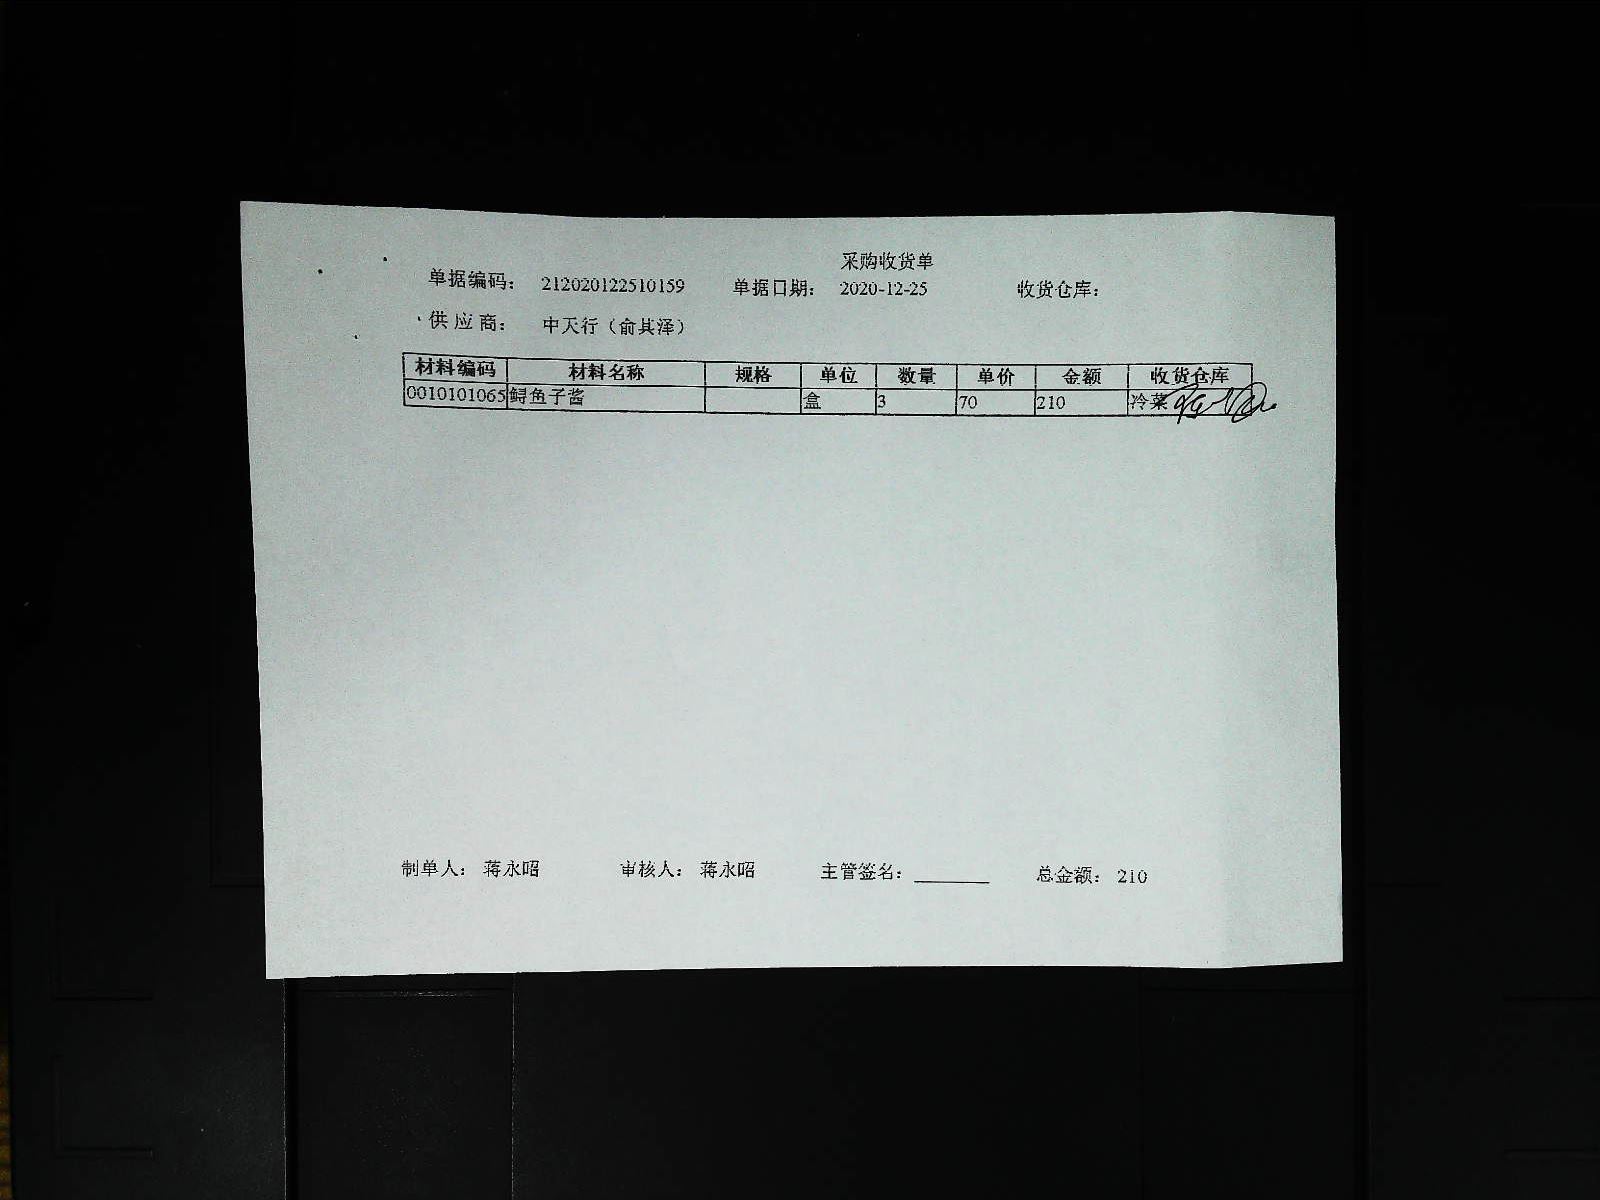 采购收货单
单据编码： 212020122510159 单据日期： 2020-12-25 收货仓库：
供应商： 中天行（俞其泽）
材料编码 材料名称 规格 单位 数量 单价 金额 收货仓库
0010101065 鲟鱼子酱 盒 3 70 210 冷菜
制单人： 蒋永昭 审核人： 蒋永昭 主管签名： 总金额： 210